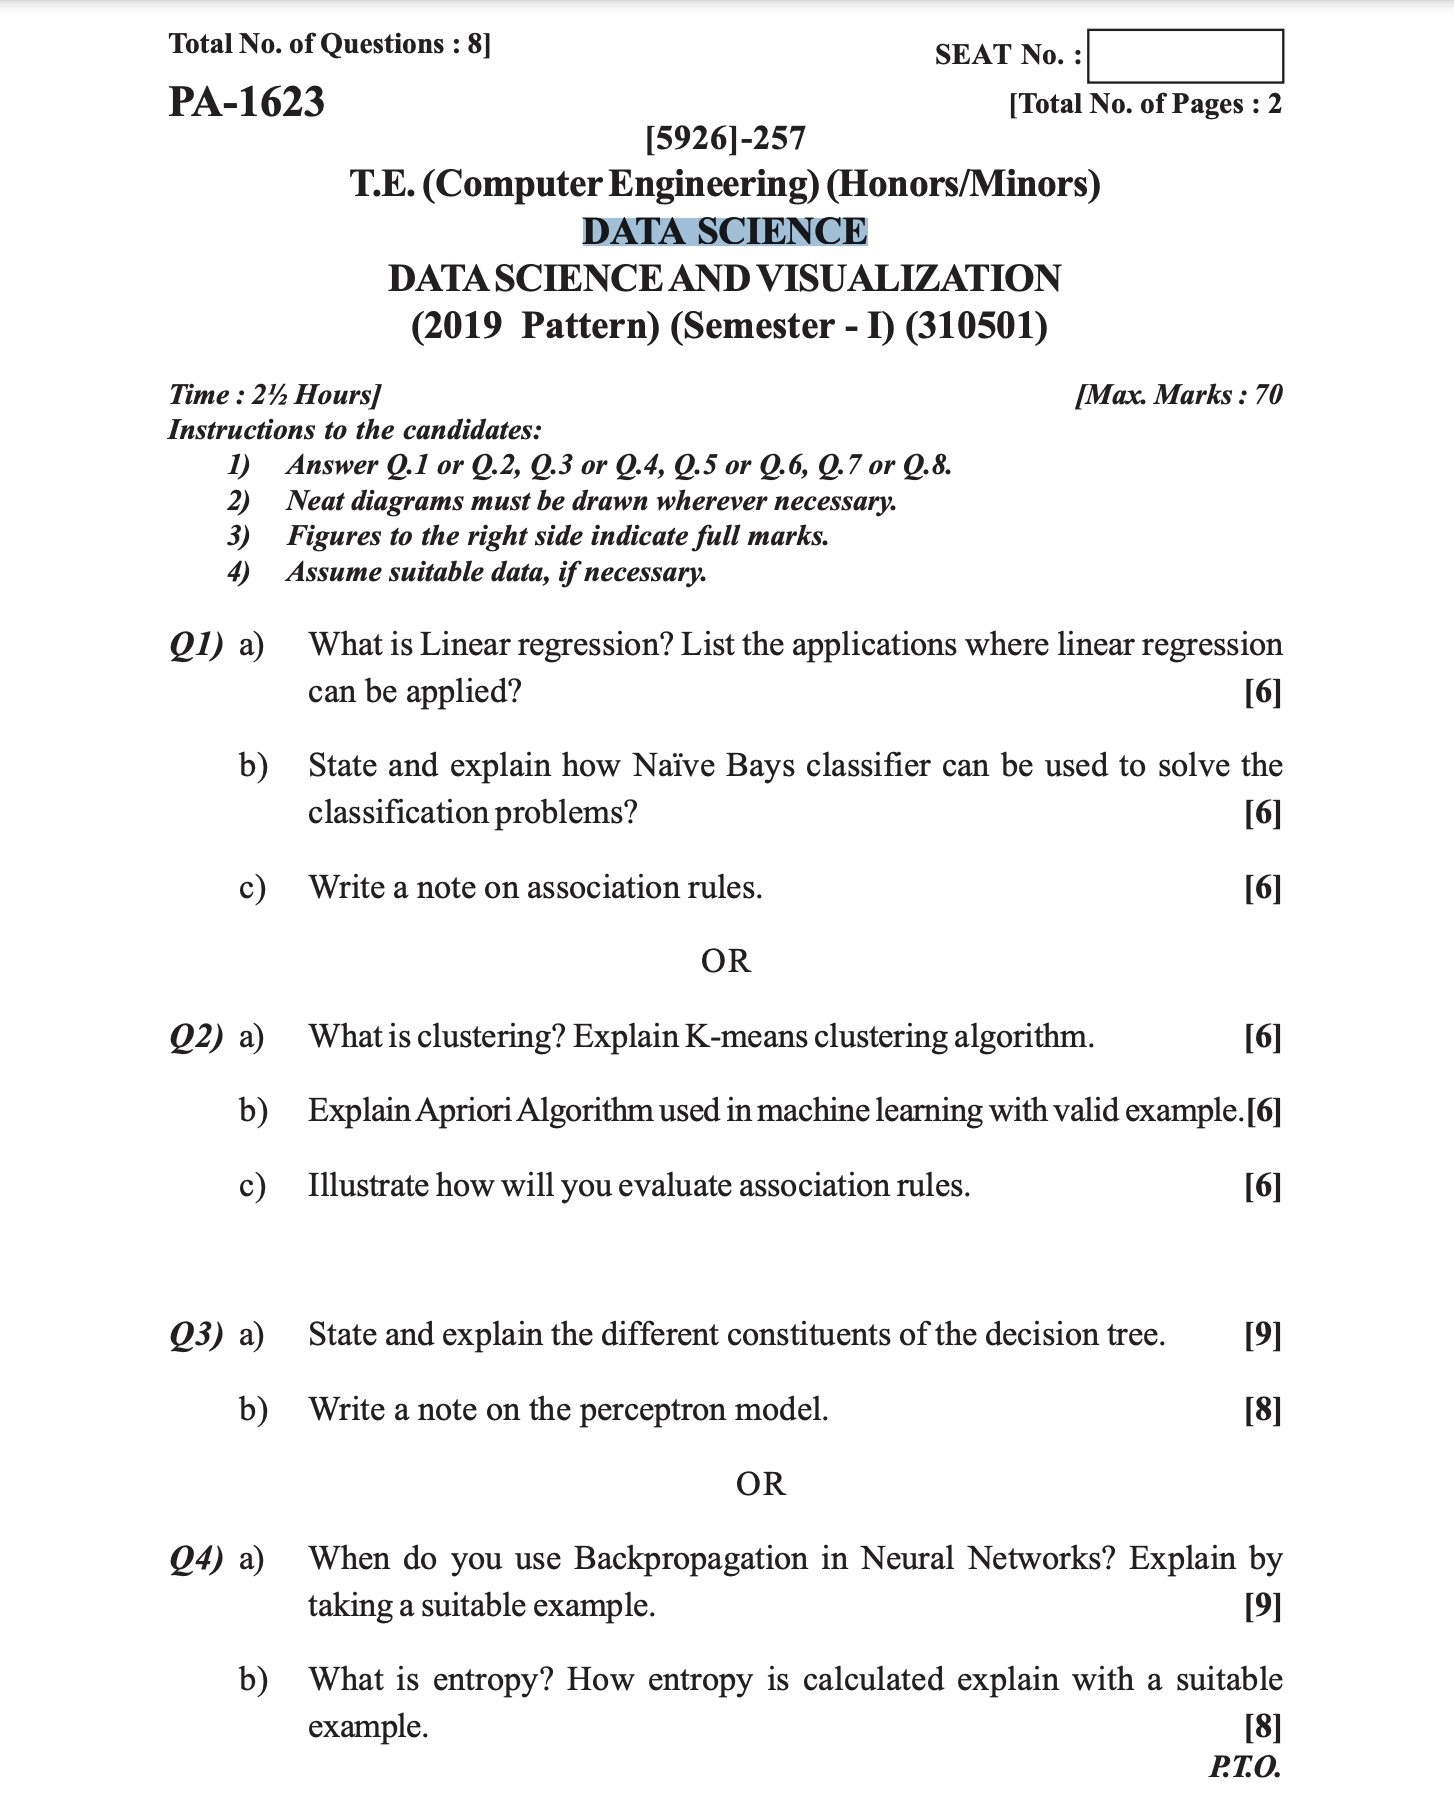 Total No. of Questions : 8]
SEAT No. :
PA-1623
[Total No. of Pages : 2
[5926]-257
T.E. (Computer Engineering) (Honors/Minors)
DATA SCIENCE
DATA SCIENCE AND VISUALIZATION
(2019 Pattern) (Semester - I) (310501)
Time : 2½ Hours]
[Max. Marks : 70
Instructions to the candidates:
1) Answer Q.1 or Q.2, Q.3 or Q.4, Q.5 or Q.6, Q.7 or Q.8.
2) Neat diagrams must be drawn wherever necessary.
3) Figures to the right side indicate full marks.
4) Assume suitable data, if necessary.
Q1) a) What is Linear regression? List the applications where linear regression
can be applied? [6]
b) State and explain how Naïve Bays classifier can be used to solve the
classification problems? [6]
c) Write a note on association rules. [6]
OR
Q2) a) What is clustering? Explain K-means clustering algorithm. [6]
b) Explain Apriori Algorithm used in machine learning with valid example.[6]
c) Illustrate how will you evaluate association rules. [6]
Q3) a) State and explain the different constituents of the decision tree. [9]
b) Write a note on the perceptron model. [8]
OR
Q4) a) When do you use Backpropagation in Neural Networks? Explain by
taking a suitable example. [9]
b) What is entropy? How entropy is calculated explain with a suitable
example. [8]
P.T.O.